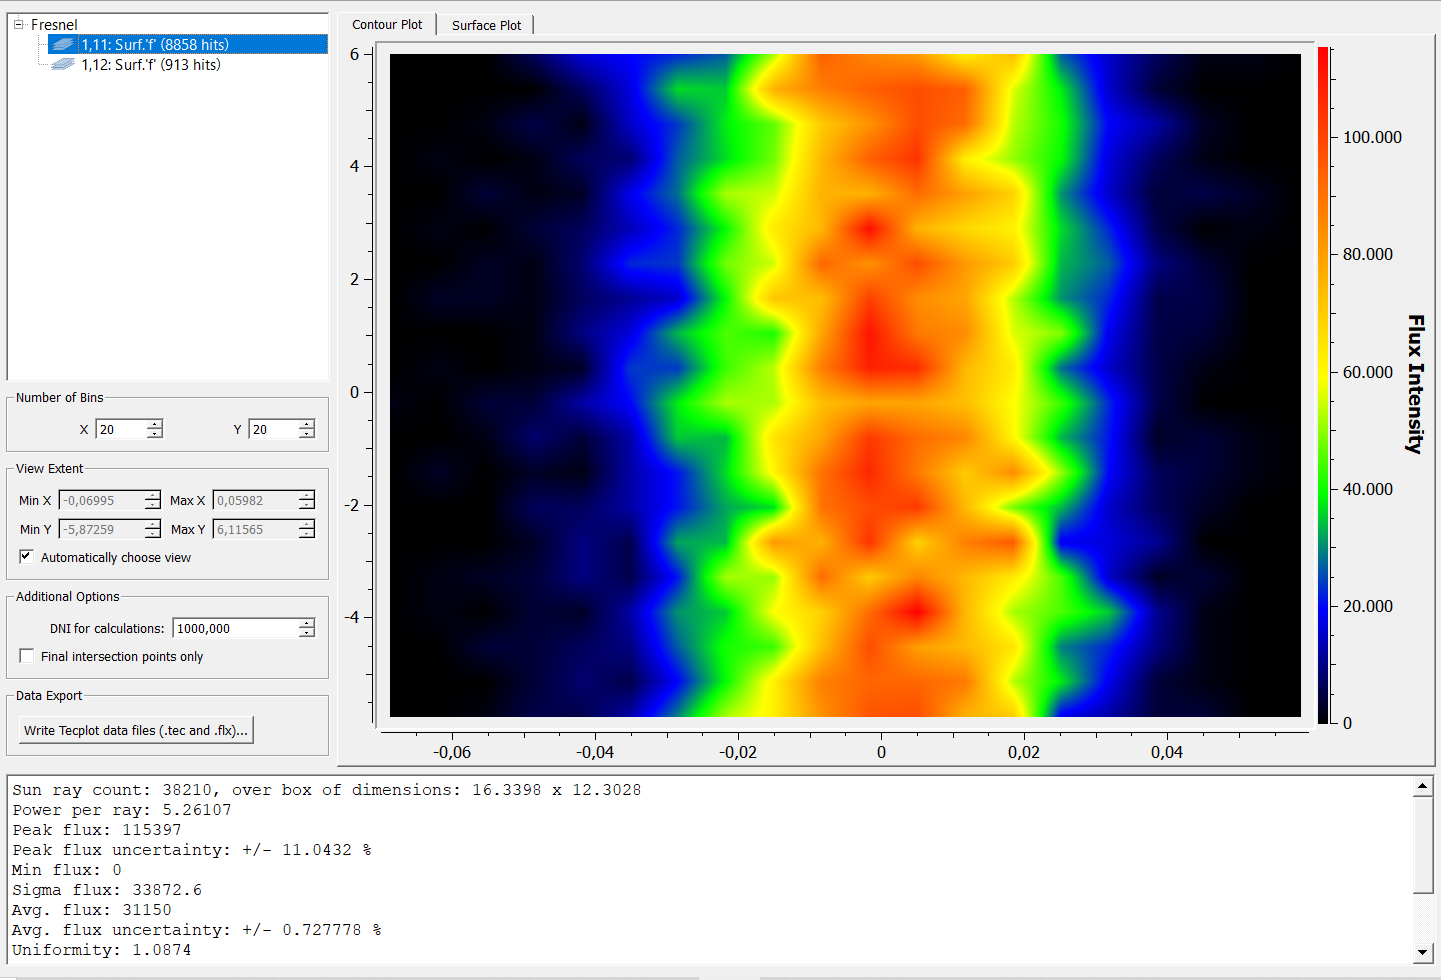 Fresnel
1,11: Surf.'f' (8858 hits)
1,12: Surf.'f' (913 hits)
Number of Bins
X 20 Y 20
View Extent
Min X -0,06995 Max X 0,05982
Min Y -5,87259 Max Y 6,11565
Automatically choose view
Additional Options
DNI for calculations: 1000,000
Final intersection points only
Data Export
Write Tecplot data files (.tec and .flx)...
Contour Plot Surface Plot
6
4
2
0
-2
-4
-0,06 -0,04 -0,02 0 0,02 0,04
100.000
80.000
60.000
40.000
20.000
0
Flux Intensity
Sun ray count: 38210, over box of dimensions: 16.3398 x 12.3028
Power per ray: 5.26107
Peak flux: 115397
Peak flux uncertainty: +/- 11.0432 %
Min flux: 0
Sigma flux: 33872.6
Avg. flux: 31150
Avg. flux uncertainty: +/- 0.727778 %
Uniformity: 1.0874